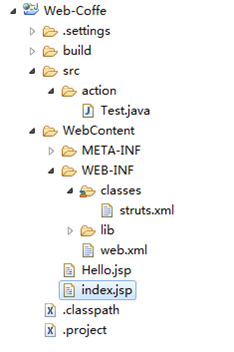 Web-Coffe
.settings
build
src
action
Test.java
WebContent
META-INF
WEB-INF
classes
struts.xml
lib
web.xml
Hello.jsp
index.jsp
.classpath
.project